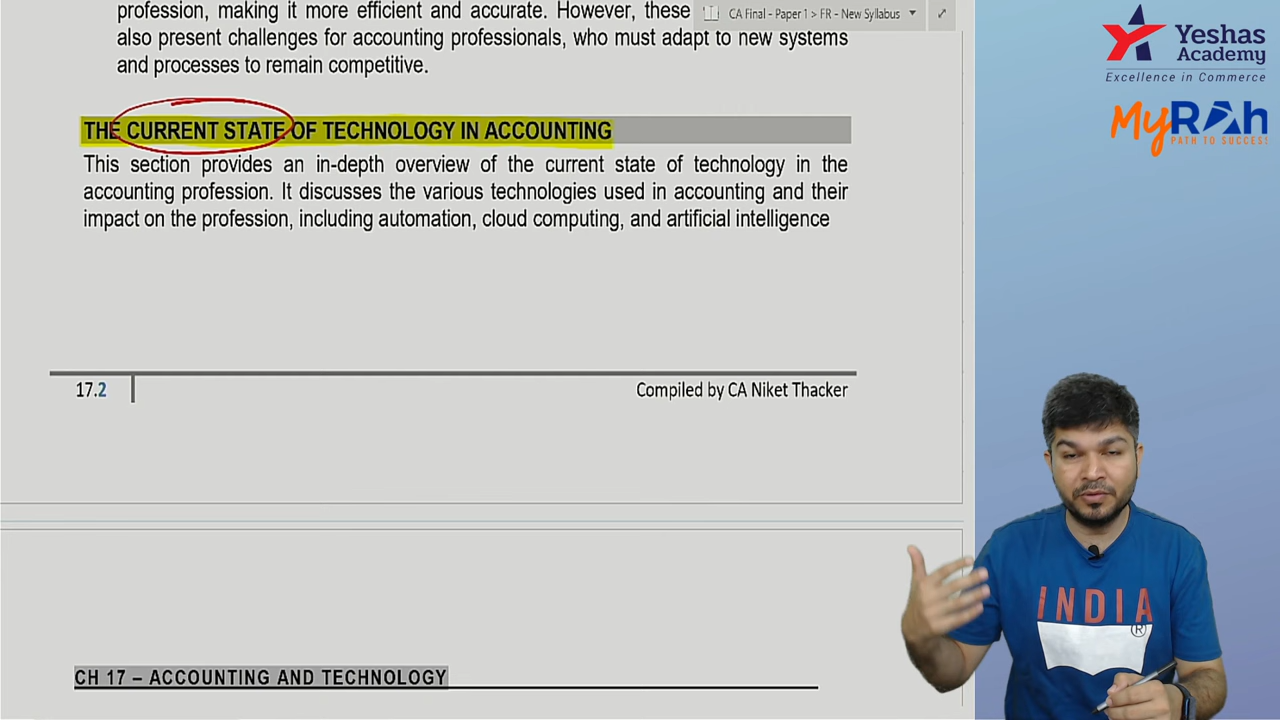 profession, making it more efficient and accurate. However, these
also present challenges for accounting professionals, who must adapt to new systems
and processes to remain competitive.
CA Final - Paper 1 > FR - New Syllabus
THE CURRENT STATE OF TECHNOLOGY IN ACCOUNTING
This section provides an in-depth overview of the current state of technology in the
accounting profession. It discusses the various technologies used in accounting and their
impact on the profession, including automation, cloud computing, and artificial intelligence
17.2
Compiled by CA Niket Thacker
CH 17 – ACCOUNTING AND TECHNOLOGY
Yeshas
Academy
Excellence in Commerce
MyRAh
PATH TO SUCCESS
INDIA
®